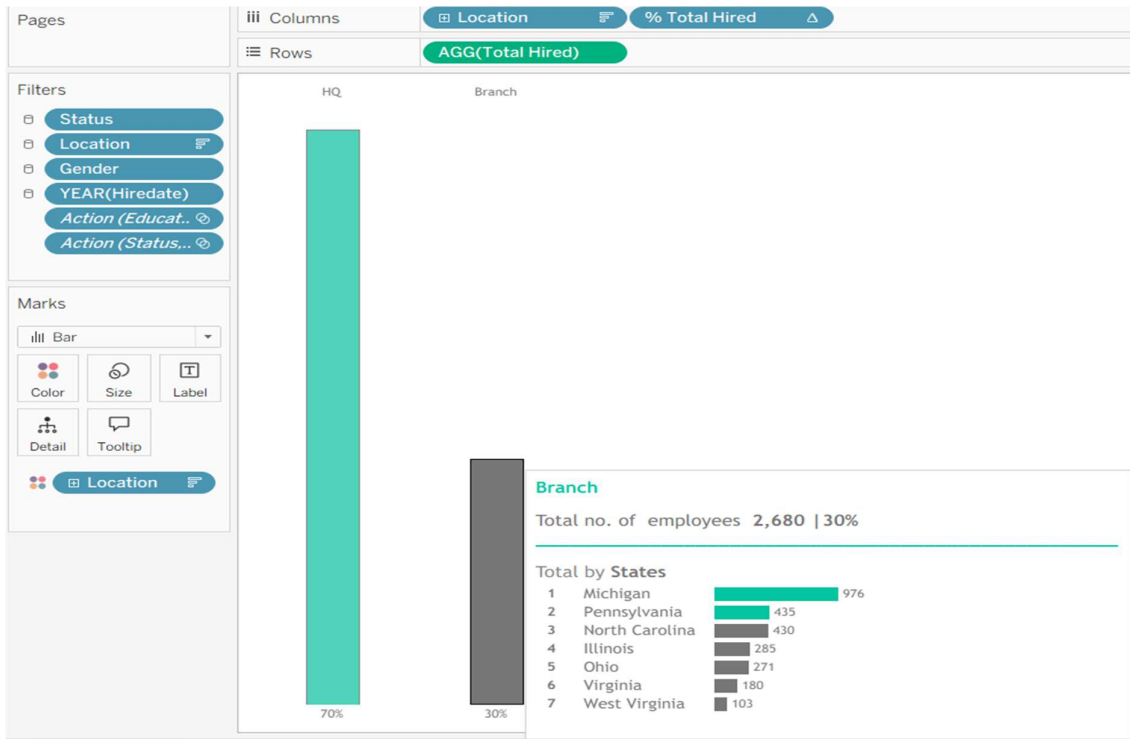 Pages
iii Columns
Location
% Total Hired
Rows
AGG(Total Hired)
Filters
Status
Location
Gender
YEAR(Hiredate)
Action (Educat..
Action (Status,..
Marks
Bar
Color
Size
Label
Detail
Tooltip
Location
HQ
Branch
70%
30%
Branch
Total no. of employees 2,680 |30%
Total by States
1 Michigan 976
2 Pennsylvania 435
3 North Carolina 430
4 Illinois 285
5 Ohio 271
6 Virginia 180
7 West Virginia 103